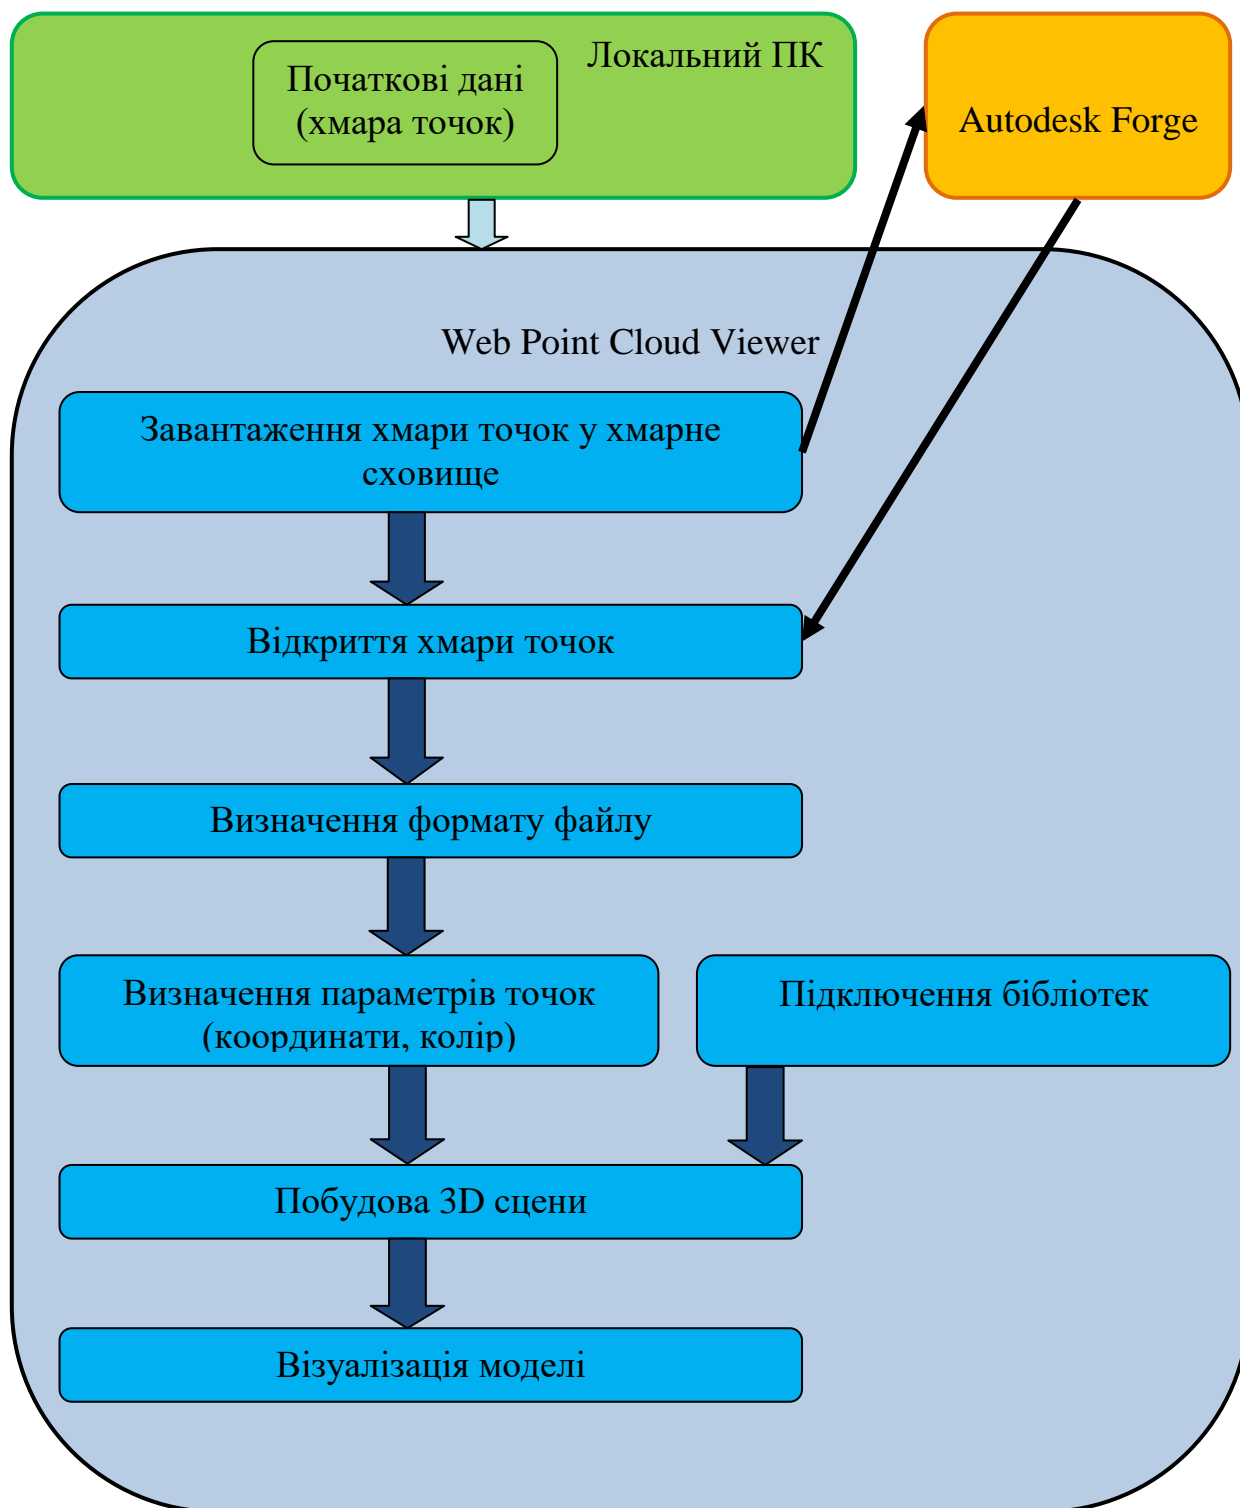 Локальний ПК
Початкові дані
(хмара точок)
Autodesk Forge
Web Point Cloud Viewer
Завантаження хмари точок у хмарне
сховище
Відкриття хмари точок
Визначення формату файлу
Визначення параметрів точок
(координати, колір)
Підключення бібліотек
Побудова 3D сцени
Візуалізація моделі